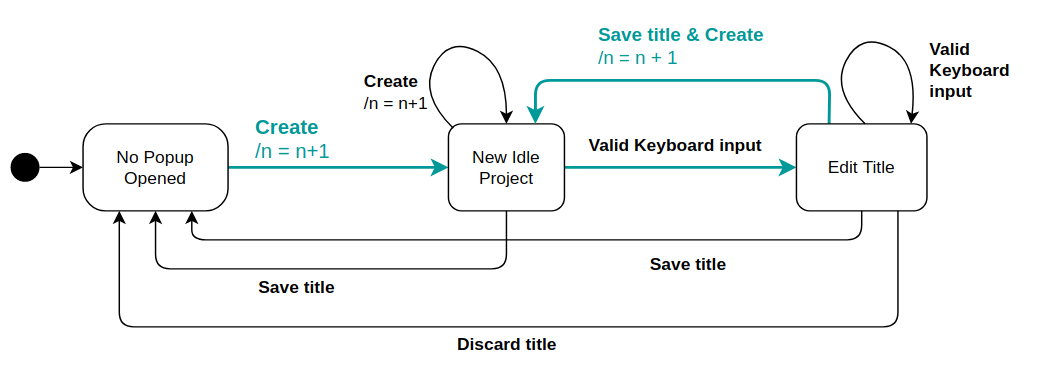 Save title & Create
/n = n + 1
Valid
Keyboard
input
Create
/n = n+1
Create
/n = n+1
No Popup
Opened
New Idle
Project
Valid Keyboard input
Edit Title
Save title
Save title
Discard title